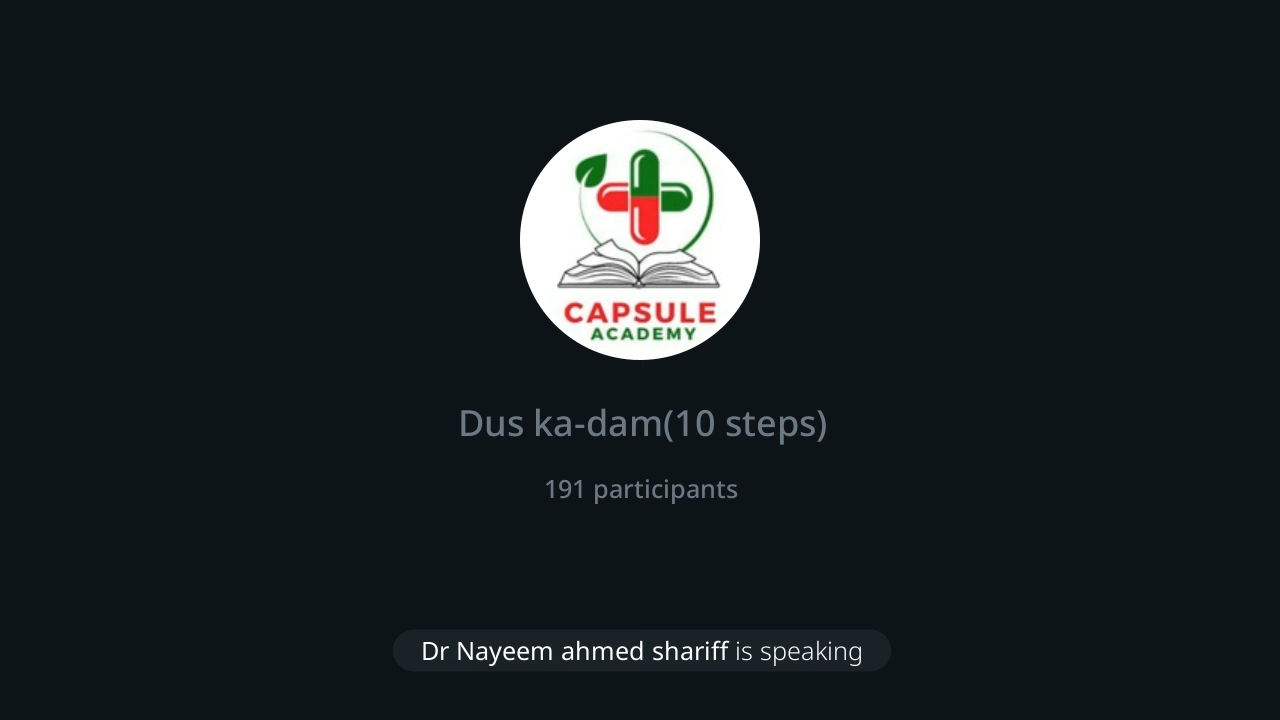 CAPSULE
ACADEMY
Dus ka-dam(10 steps)
191 participants
Dr Nayeem ahmed shariff is speaking